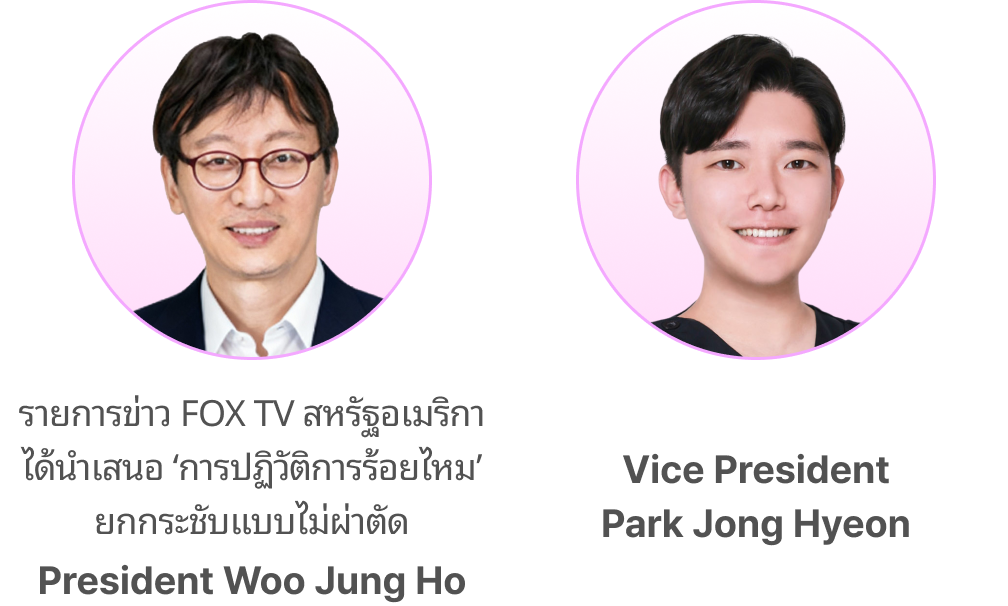 รายการข่าว FOX TV สหรัฐอเมริกา
ได้นำเสนอ ‘การปฏิวัติการร้อยไหม’
ยกกระชับแบบไม่ผ่าตัด
President Woo Jung Ho
Vice President
Park Jong Hyeon